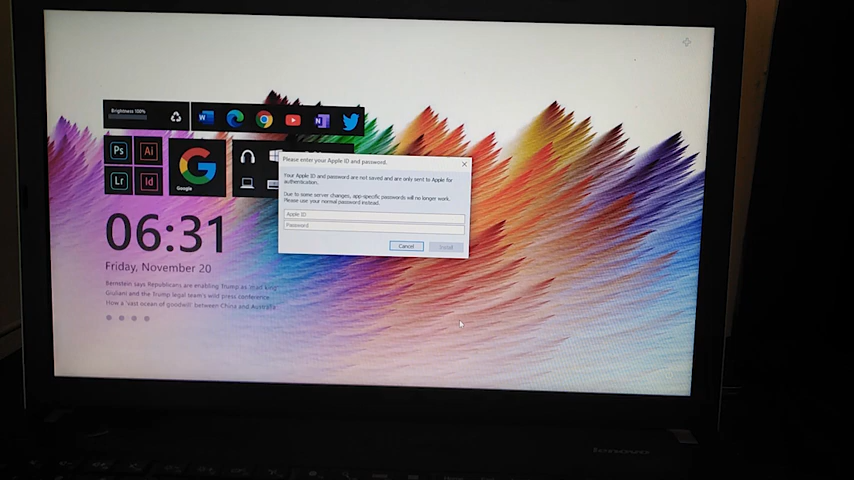 Brightness 100%
Ps Ai
Lr Id
Google
06:31
Friday, November 20
Bernstein says Republicans are enabling Trump as chief king
Giuliani and the Trump legal team's wild press conference
How a 'vast ocean of goodwill' between China and Australia
Please enter your Apple ID and password.
Your Apple ID and password are not saved and are only sent to Apple for
authentication.
Due to some server changes, app-specific passwords will no longer work.
Please use your normal password instead.
Apple ID
Password
Cancel
Install
lenovo